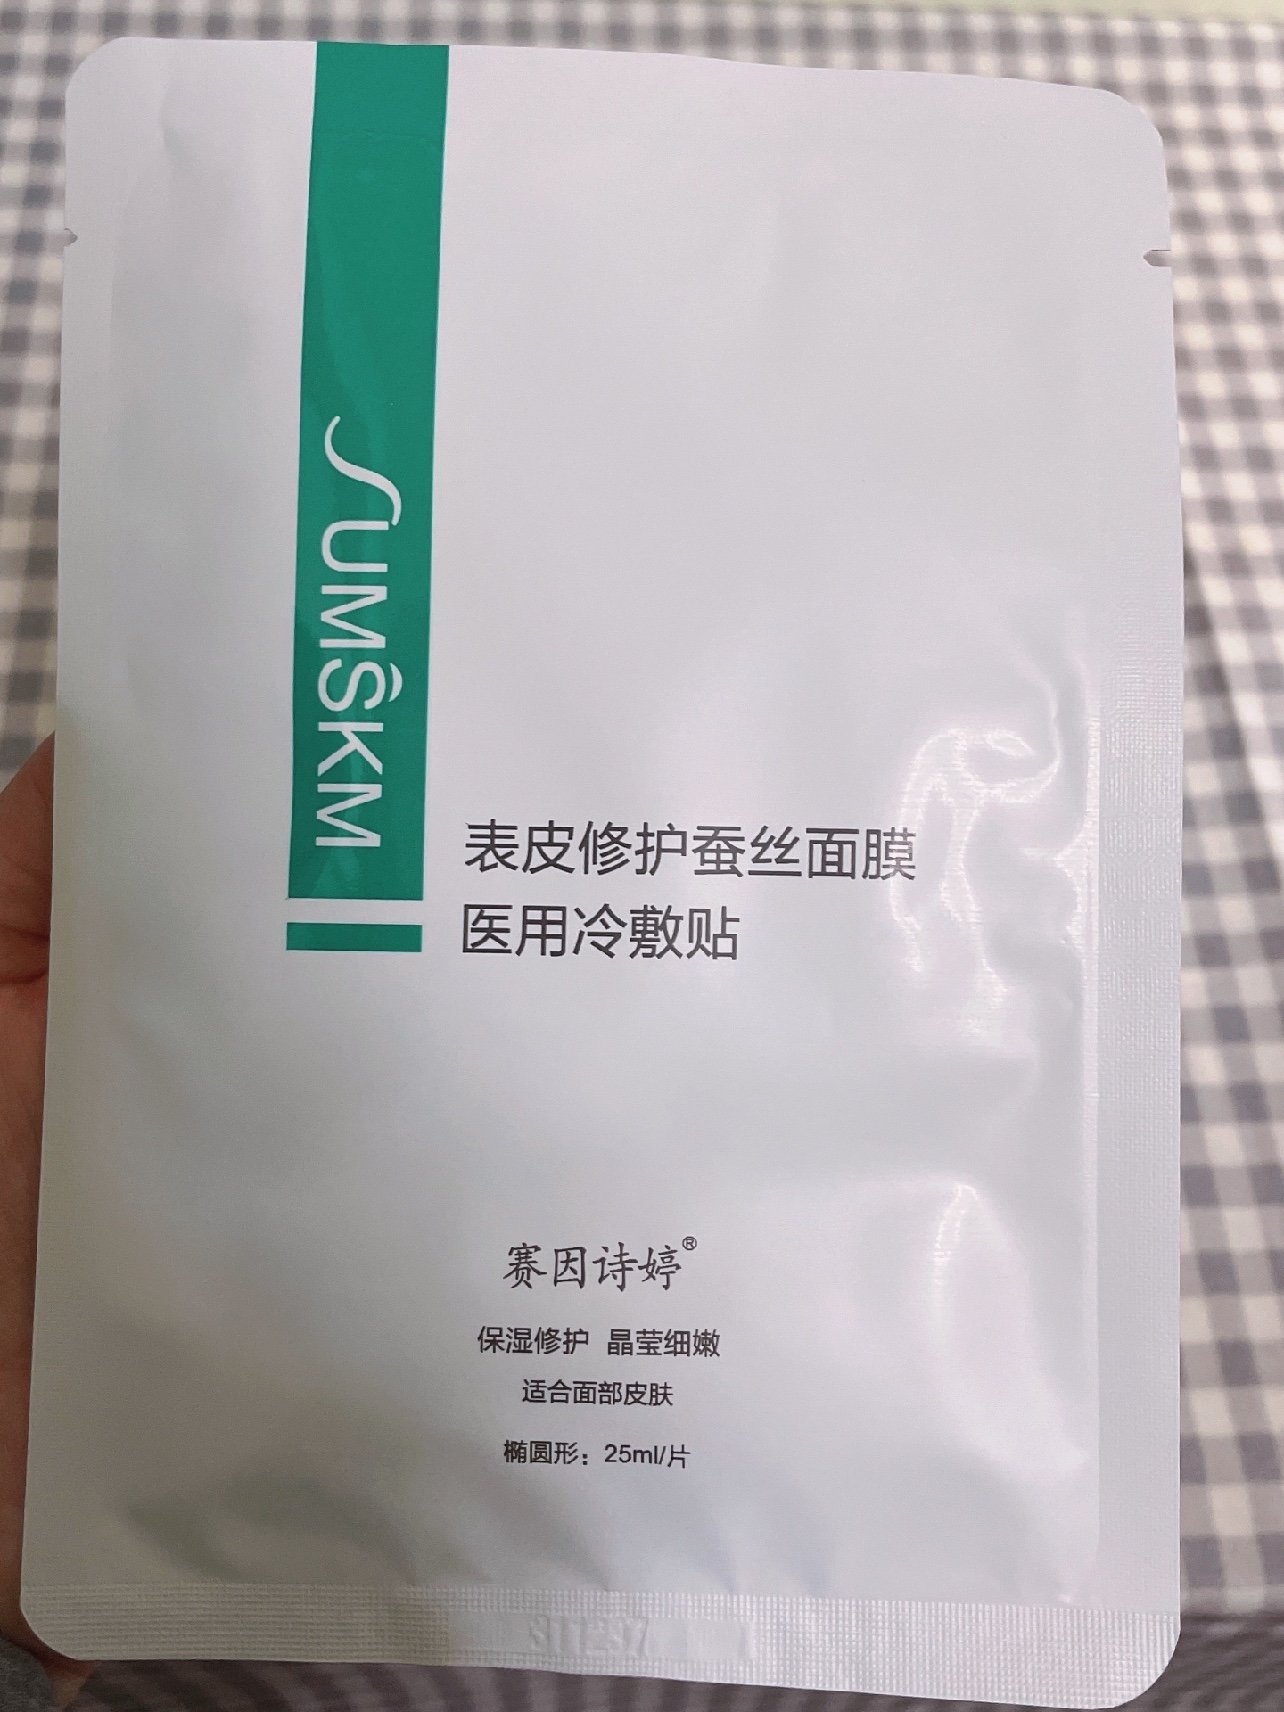 SUMSKM
表皮修护蚕丝面膜
医用冷敷贴
赛因诗婷®
保湿修护 晶莹细嫩
适合面部皮肤
椭圆形：25ml/片